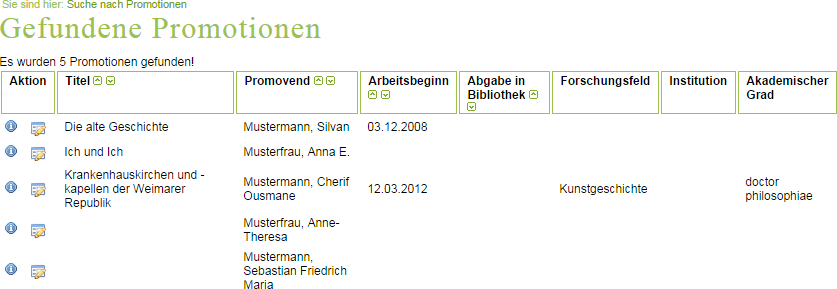 Sie sind hier: Suche nach Promotionen
Gefundene Promotionen
Es wurden 5 Promotionen gefunden!
Aktion Titel Promovend Arbeitsbeginn Abgabe in Bibliothek Forschungsfeld Institution Akademischer Grad
Die alte Geschichte Mustermann, Silvan 03.12.2008
Ich und Ich Musterfrau, Anna E.
Krankenhauskirchen und -
kapellen der Weimarer
Republik
Mustermann, Cherif
Ousmane
12.03.2012
Kunstgeschichte
doctor
philosophiae
Musterfrau, Anne-
Theresa
Mustermann,
Sebastian Friedrich
Maria